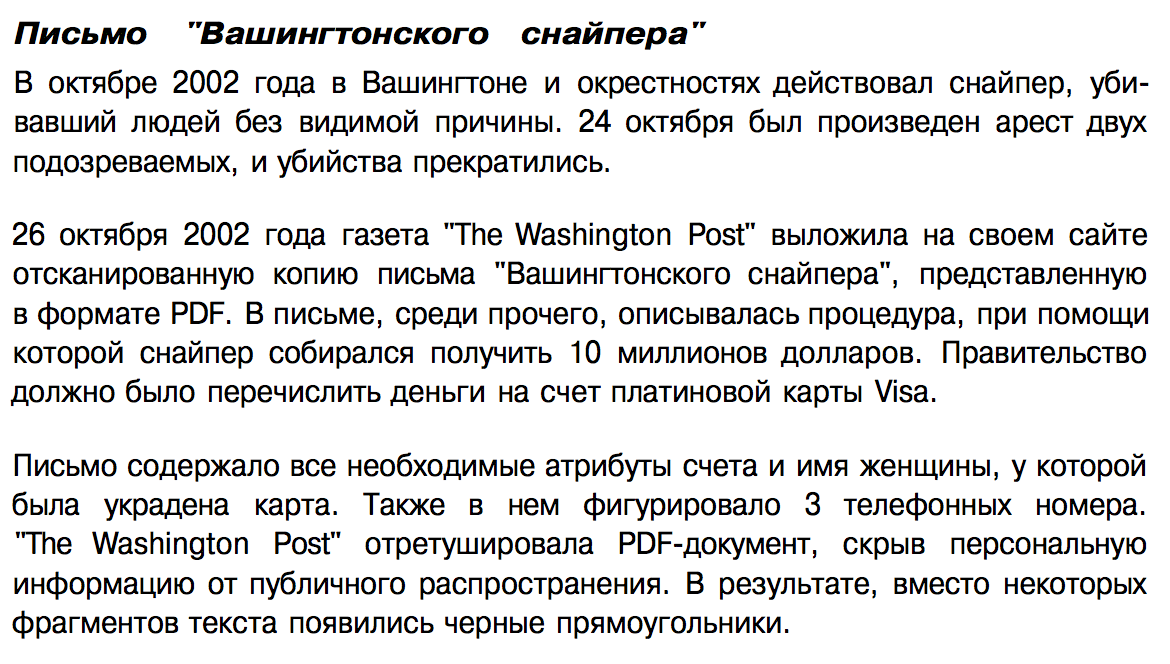 Письмо "Вашингтонского снайпера"
В октябре 2002 года в Вашингтоне и окрестностях действовал снайпер, уби-
вавший людей без видимой причины. 24 октября был произведен арест двух
подозреваемых, и убийства прекратились.
26 октября 2002 года газета "The Washington Post" выложила на своем сайте
отсканированную копию письма "Вашингтонского снайпера", представленную
в формате PDF. В письме, среди прочего, описывалась процедура, при помощи
которой снайпер собирался получить 10 миллионов долларов. Правительство
должно было перечислить деньги на счет платиновой карты Visa.
Письмо содержало все необходимые атрибуты счета и имя женщины, у которой
была украдена карта. Также в нем фигурировало 3 телефонных номера.
"The Washington Post" отретушировала PDF-документ, скрыв персональную
информацию от публичного распространения. В результате, вместо некоторых
фрагментов текста появились черные прямоугольники.